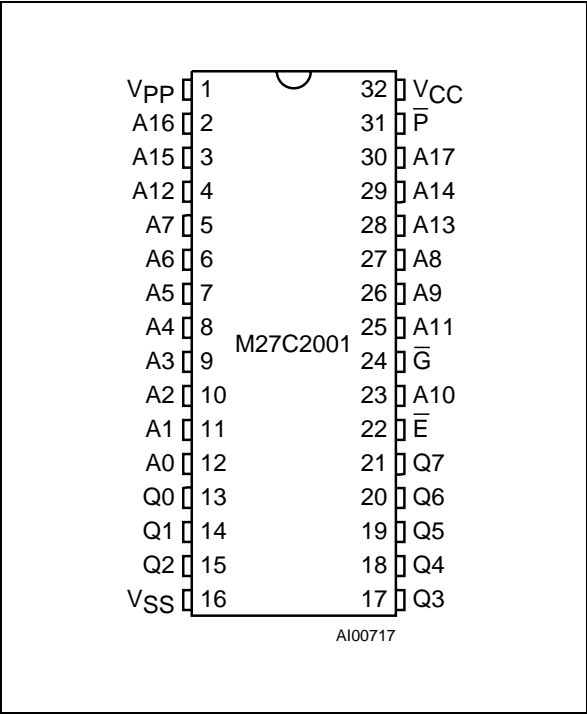 VPP 1 32 VCC
A16 2 31 P̅
A15 3 30 A17
A12 4 29 A14
A7 5 28 A13
A6 6 27 A8
A5 7 26 A9
A4 8 25 A11
M27C2001
A3 9 24 G̅
A2 10 23 A10
A1 11 22 E̅
A0 12 21 Q7
Q0 13 20 Q6
Q1 14 19 Q5
Q2 15 18 Q4
VSS 16 17 Q3
AI00717